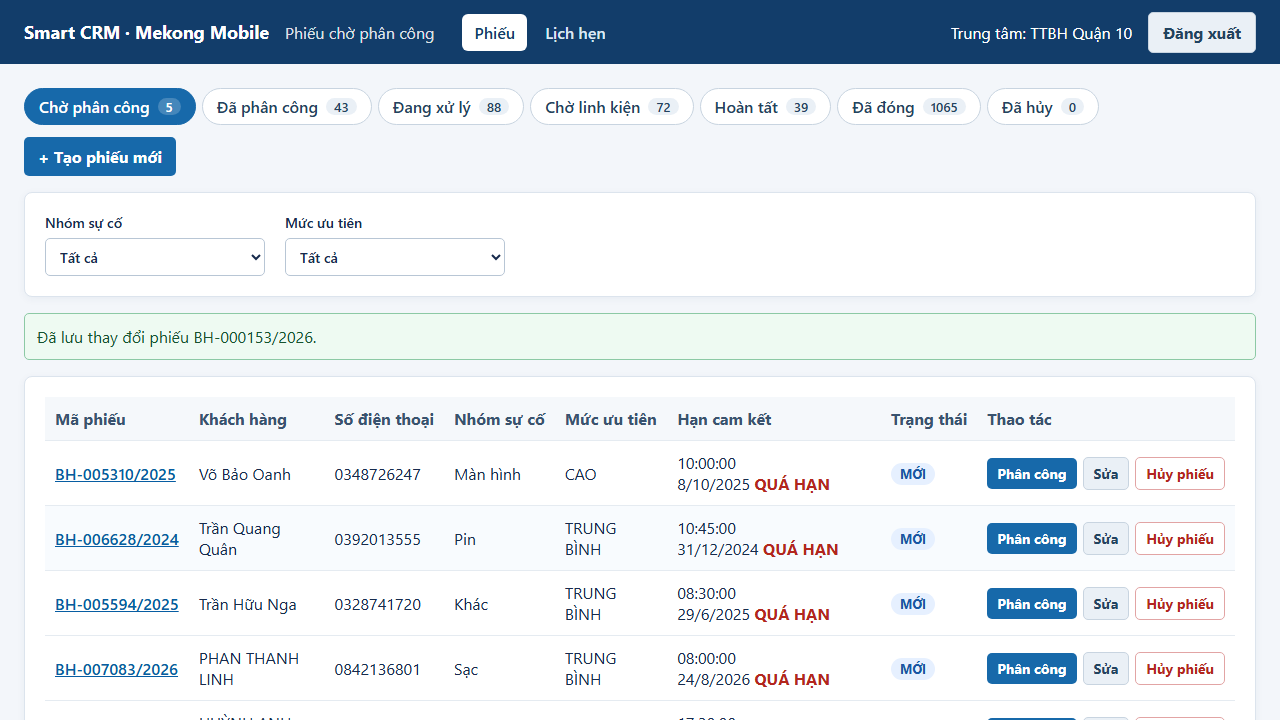 Smart CRM · Mekong Mobile Phiếu chờ phân công Phiếu Lịch hẹn Trung tâm: TTBH Quận 10 Đăng xuất
Chờ phân công 5 Đã phân công 43 Đang xử lý 88 Chờ linh kiện 72 Hoàn tất 39 Đã đóng 1065 Đã hủy 0
+ Tạo phiếu mới
Nhóm sự cố Mức ưu tiên
Tất cả Tất cả
Đã lưu thay đổi phiếu BH-000153/2026.
Mã phiếu Khách hàng Số điện thoại Nhóm sự cố Mức ưu tiên Hạn cam kết Trạng thái Thao tác
BH-005310/2025 Võ Bảo Oanh 0348726247 Màn hình CAO 10:00:00 8/10/2025 QUÁ HẠN MỚI Phân công Sửa Hủy phiếu
BH-006628/2024 Trần Quang Quân 0392013555 Pin TRUNG BÌNH 10:45:00 31/12/2024 QUÁ HẠN MỚI Phân công Sửa Hủy phiếu
BH-005594/2025 Trần Hữu Nga 0328741720 Khác TRUNG BÌNH 08:30:00 29/6/2025 QUÁ HẠN MỚI Phân công Sửa Hủy phiếu
BH-007083/2026 PHAN THANH LINH 0842136801 Sạc TRUNG BÌNH 08:00:00 24/8/2026 QUÁ HẠN MỚI Phân công Sửa Hủy phiếu